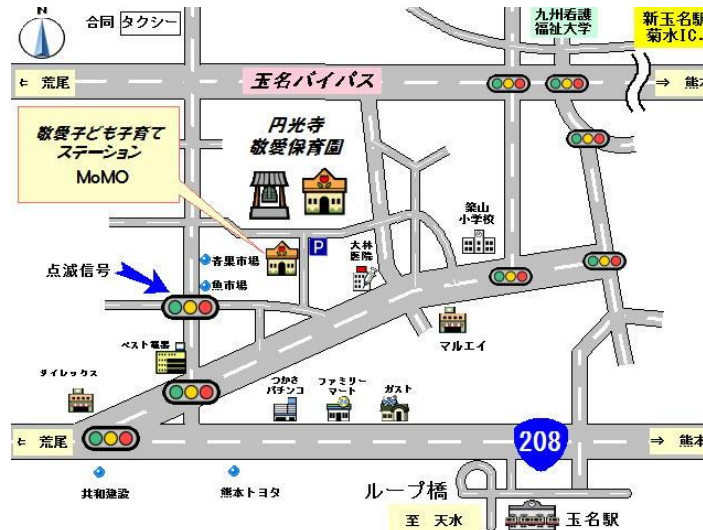 N
合同 タクシー
九州看護
福祉大学
新玉名駅
菊水IC.
⇐ 荒尾
玉名バイパス
⇒ 熊本
敬愛子ども子育て
ステーション
MoMO
円光寺
敬愛保育園
築山
小学校
P
大林
医院
青果市場
魚市場
点滅信号
マルエイ
ベスト電器
ダイレックス
つかさ
パチンコ
ファミリー
マート
ガスト
⇐ 荒尾
208
⇒ 熊本
共和建設
熊本トヨタ
ループ橋
至 天水
玉名駅